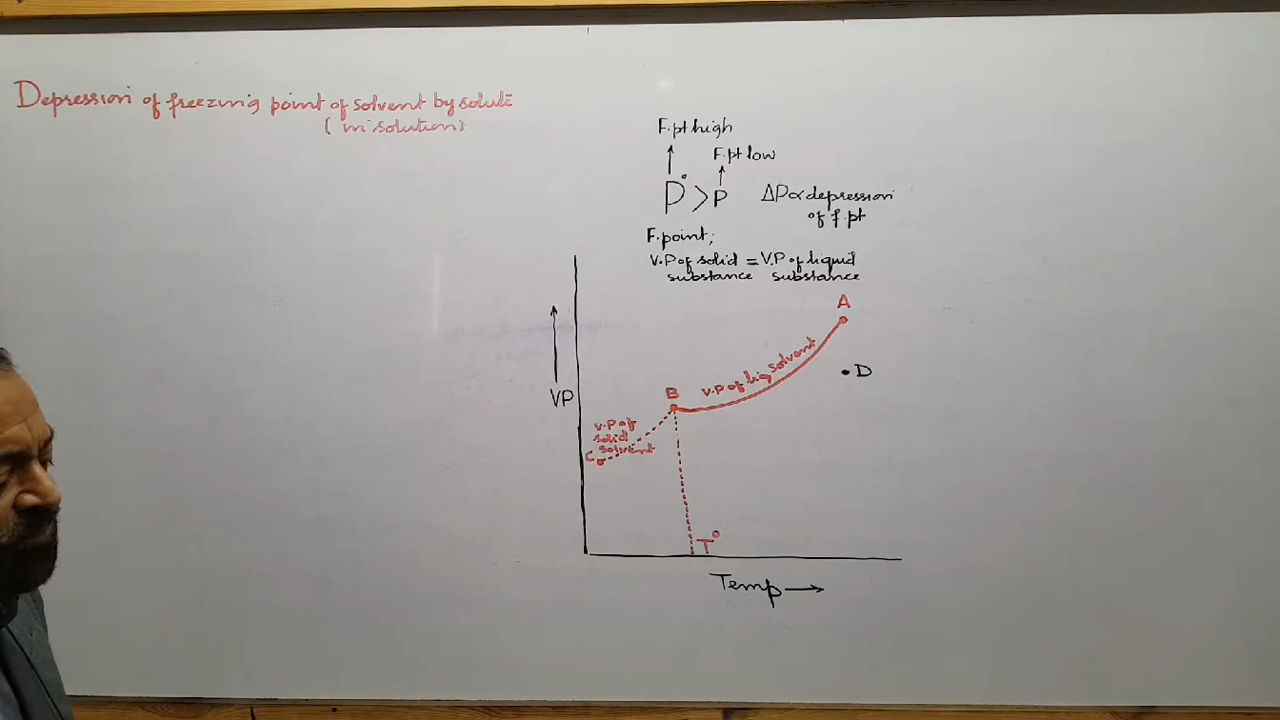 Depression of freezing point of solvent by solute
(in solution)
F.pt high
F.pt low
P° > P ΔP ∝ depression
of f.pt
F.point;
V.P of solid = V.P of liquid
substance substance
A
D
V.P of liq solvent
B
VP
V.P of
solid
solvent
C
T°
Temp →